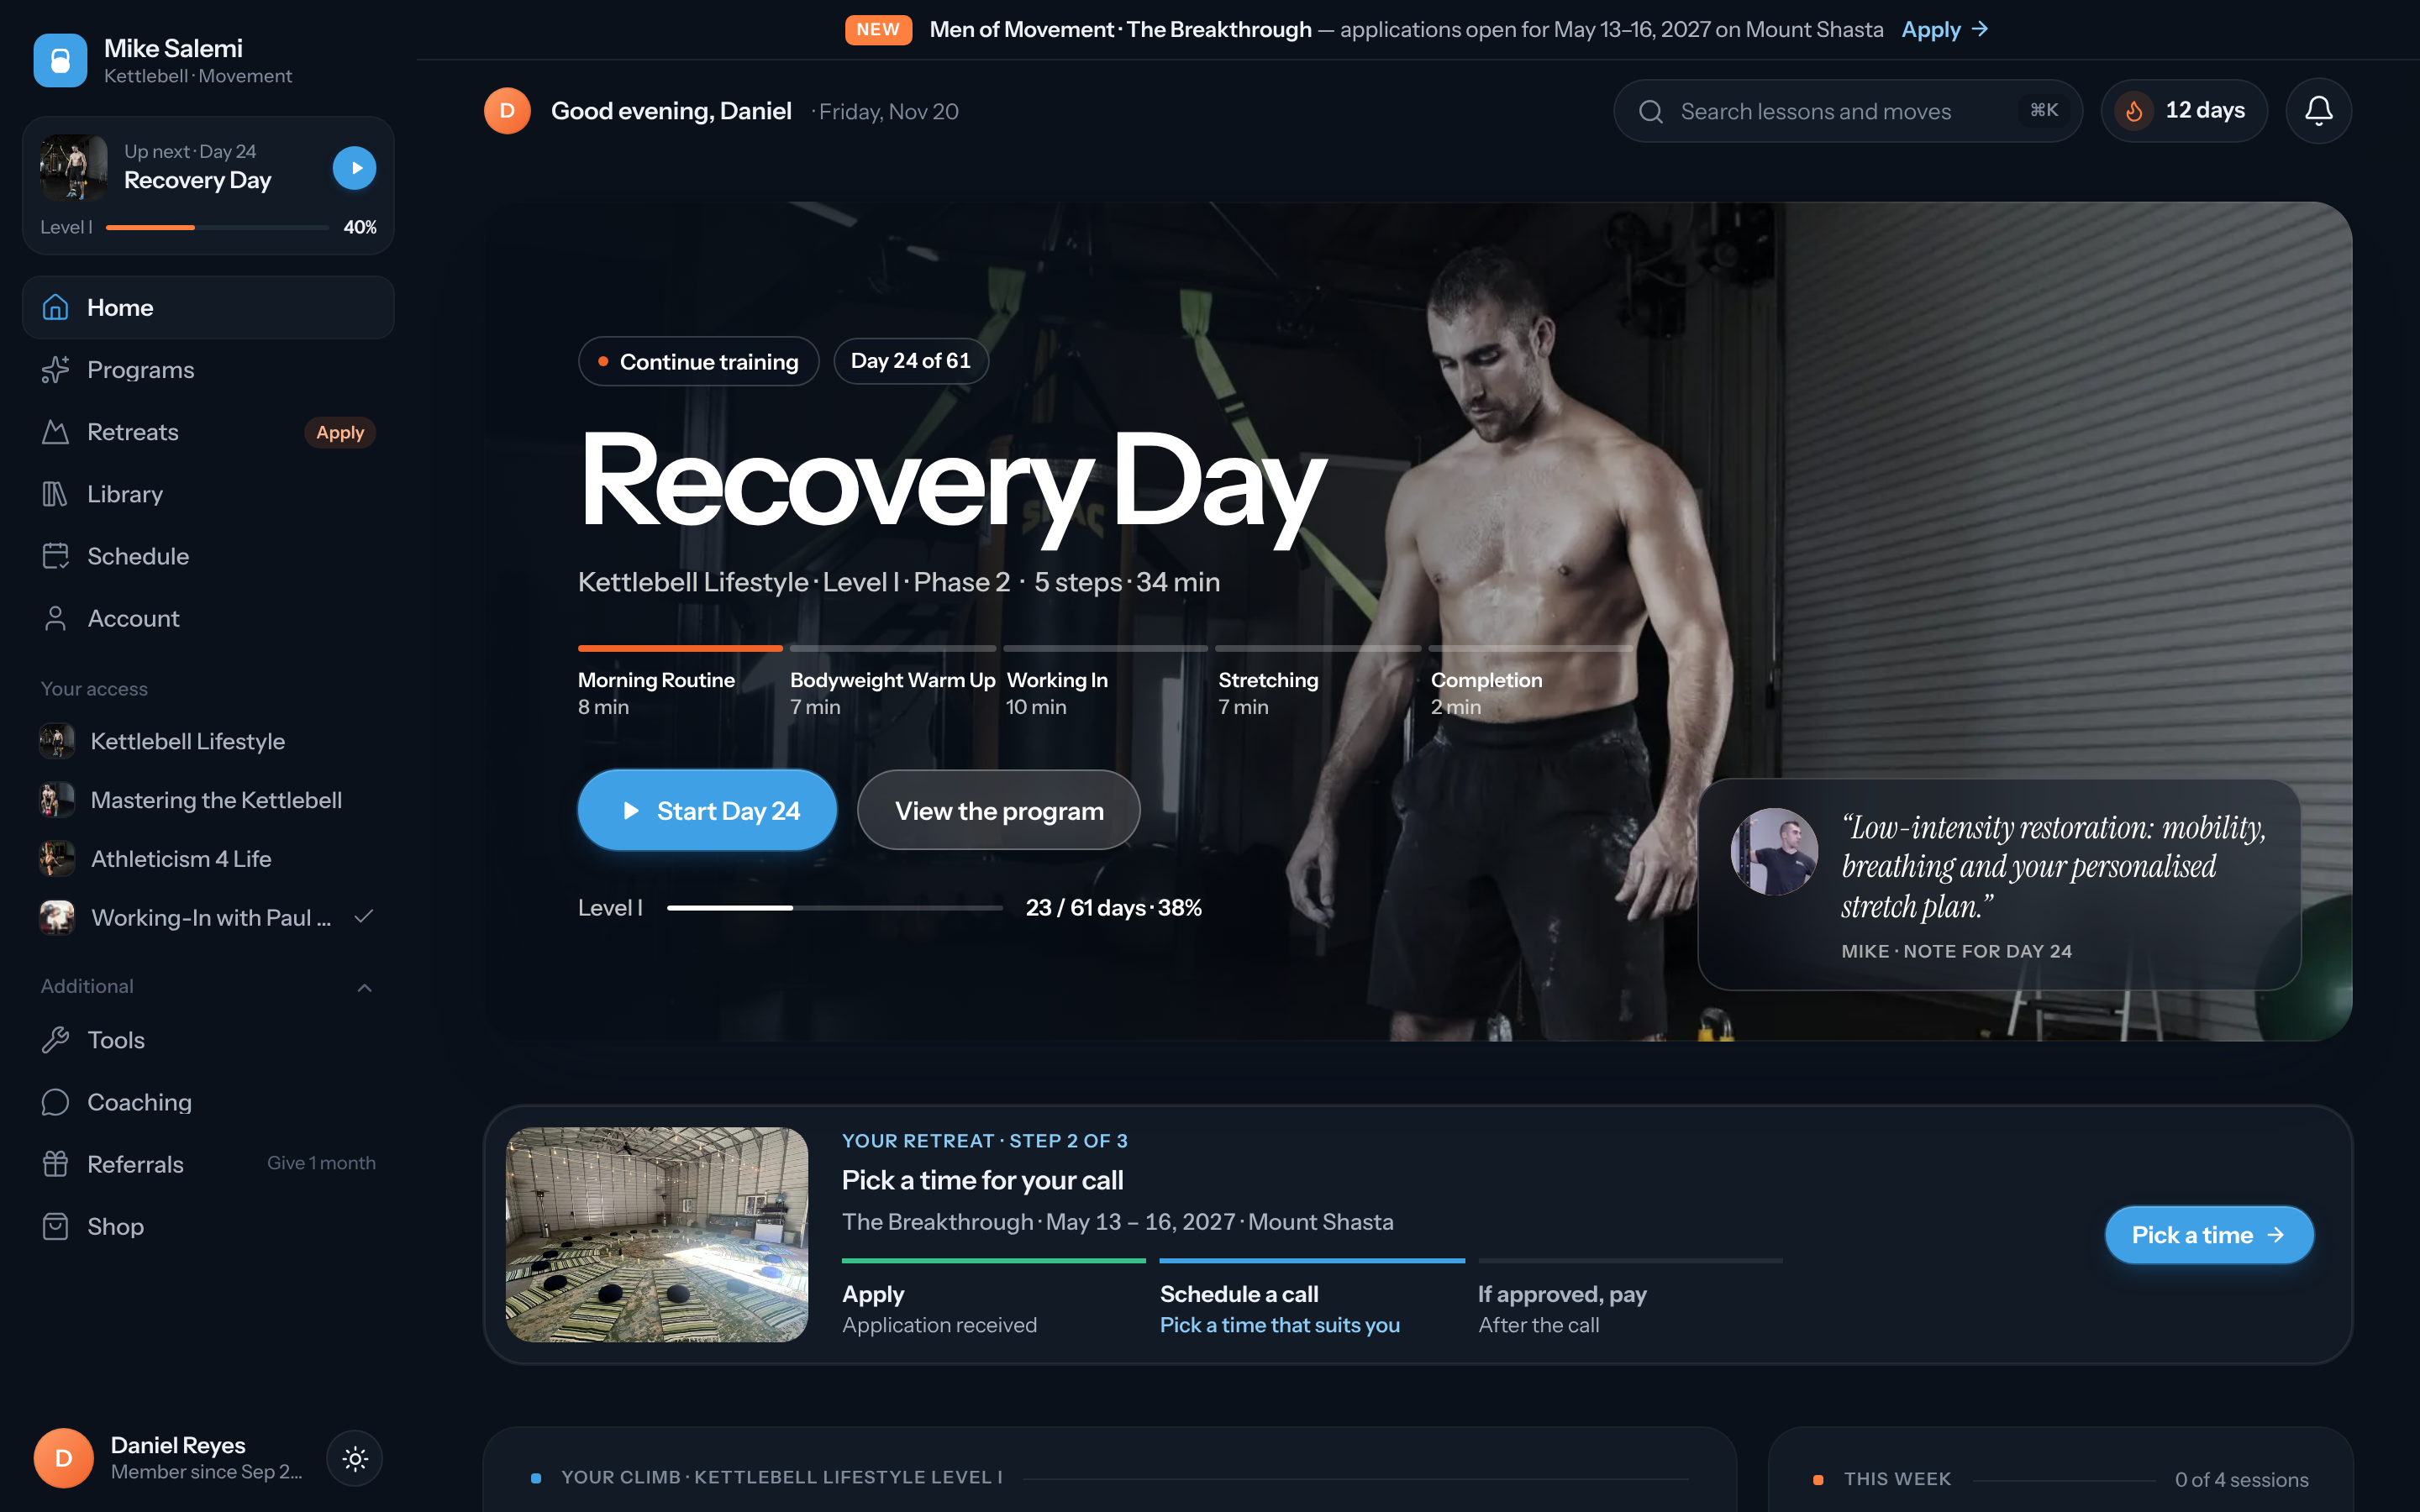 NEW Men of Movement · The Breakthrough — applications open for May 13–16, 2027 on Mount Shasta Apply →
Mike Salemi
Kettlebell · Movement
Up next · Day 24
Recovery Day
Level I 40%
Home
Programs
Retreats Apply
Library
Schedule
Account
Your access
Kettlebell Lifestyle
Mastering the Kettlebell
Athleticism 4 Life
Working-In with Paul ...
Additional
Tools
Coaching
Referrals Give 1 month
Shop
D
Daniel Reyes
Member since Sep 2...
D Good evening, Daniel · Friday, Nov 20
Search lessons and moves ⌘K
12 days
Continue training
Day 24 of 61
Recovery Day
Kettlebell Lifestyle · Level I · Phase 2 · 5 steps · 34 min
Morning Routine
8 min
Bodyweight Warm Up
7 min
Working In
10 min
Stretching
7 min
Completion
2 min
Start Day 24
View the program
Level I 23 / 61 days · 38%
“Low-intensity restoration: mobility,
breathing and your personalised
stretch plan.”
MIKE · NOTE FOR DAY 24
YOUR RETREAT · STEP 2 OF 3
Pick a time for your call
The Breakthrough · May 13 – 16, 2027 · Mount Shasta
Apply
Application received
Schedule a call
Pick a time that suits you
If approved, pay
After the call
Pick a time →
YOUR CLIMB · KETTLEBELL LIFESTYLE LEVEL I
THIS WEEK 0 of 4 sessions